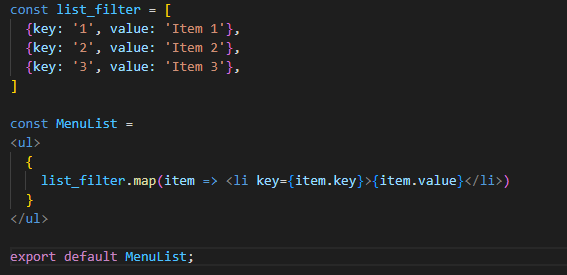 const list_filter = [
  {key: '1', value: 'Item 1'},
  {key: '2', value: 'Item 2'},
  {key: '3', value: 'Item 3'},
]
const MenuList =
<ul>
  {
    list_filter.map(item => <li key={item.key}>{item.value}</li>)
  }
</ul>
export default MenuList;